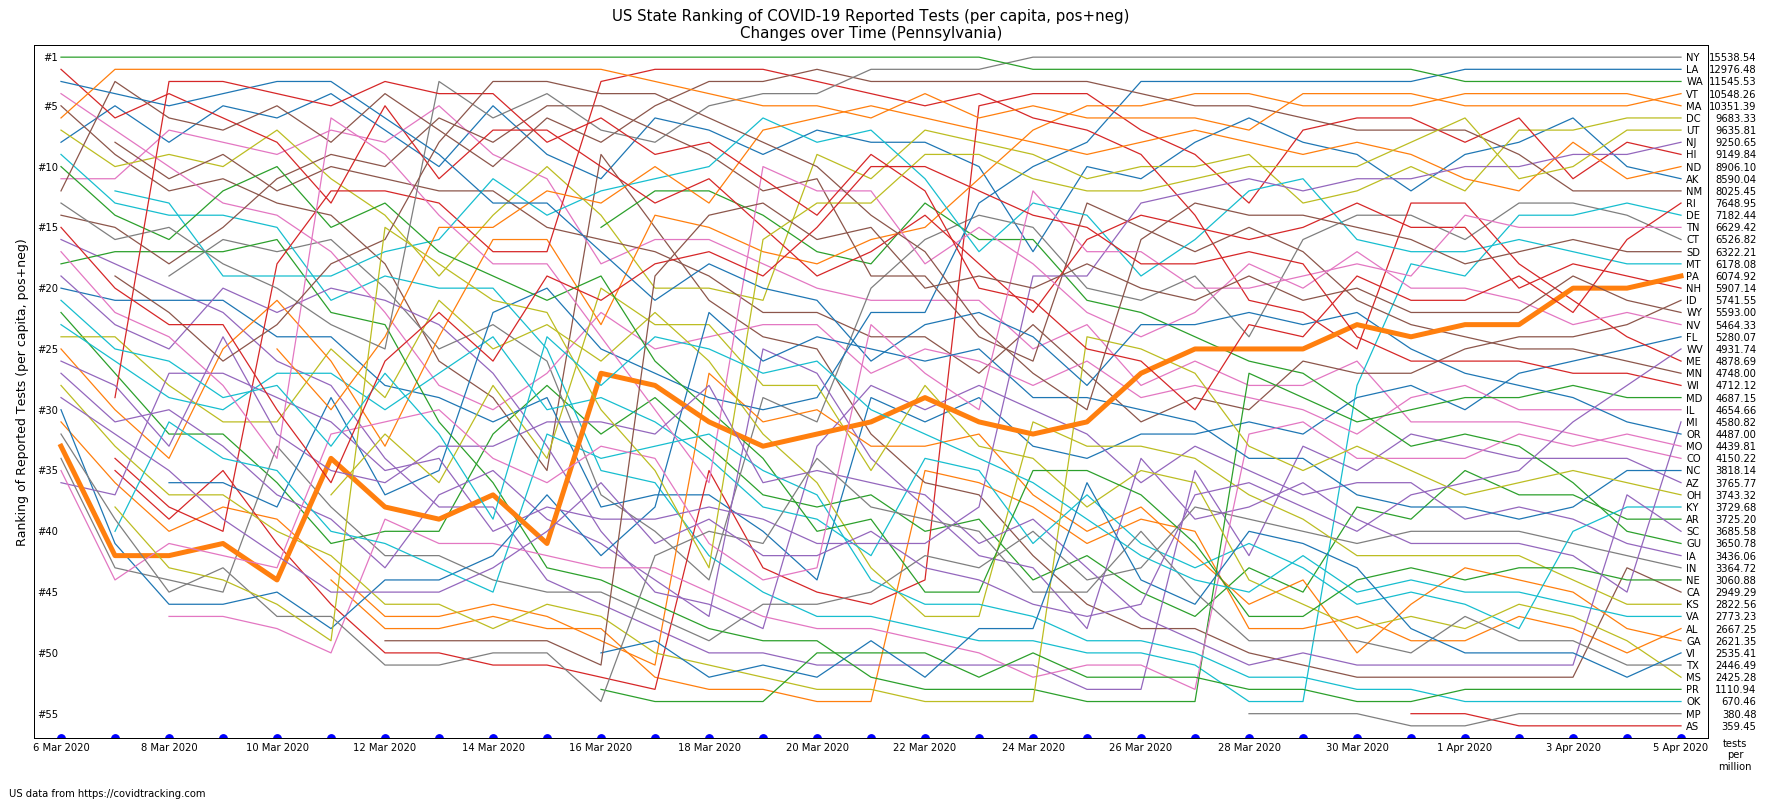 US State Ranking of COVID-19 Reported Tests (per capita, pos+neg)
Changes over Time (Pennsylvania)
Ranking of Reported Tests (per capita, pos+neg)
#1
#5
#10
#15
#20
#25
#30
#35
#40
#45
#50
#55
NY 15538.54
LA 12976.48
WA 11545.53
VT 10548.26
MA 10351.39
DC 9683.33
UT 9635.81
NJ 9250.65
HI 9149.84
ND 8906.10
AK 8590.04
NM 8025.45
RI 7648.95
DE 7182.44
TN 6629.42
CT 6526.82
SD 6322.21
MT 6178.08
PA 6074.92
NH 5907.14
ID 5741.55
WY 5593.00
NV 5464.33
FL 5280.07
WV 4931.74
ME 4878.69
MN 4748.00
WI 4712.12
MD 4687.15
IL 4654.66
MI 4580.82
OR 4487.00
MO 4439.81
CO 4150.22
NC 3818.14
AZ 3765.77
OH 3743.32
KY 3729.68
AR 3725.20
SC 3685.58
GU 3650.78
IA 3436.06
IN 3364.72
NE 3060.88
CA 2949.29
KS 2822.56
VA 2773.23
AL 2667.25
GA 2621.35
VI 2535.41
TX 2446.49
MS 2425.28
PR 1110.94
OK 670.46
MP 380.48
AS 359.45
6 Mar 2020 8 Mar 2020 10 Mar 2020 12 Mar 2020 14 Mar 2020 16 Mar 2020 18 Mar 2020 20 Mar 2020 22 Mar 2020 24 Mar 2020 26 Mar 2020 28 Mar 2020 30 Mar 2020 1 Apr 2020 3 Apr 2020 5 Apr 2020
tests
per
million
US data from https://covidtracking.com